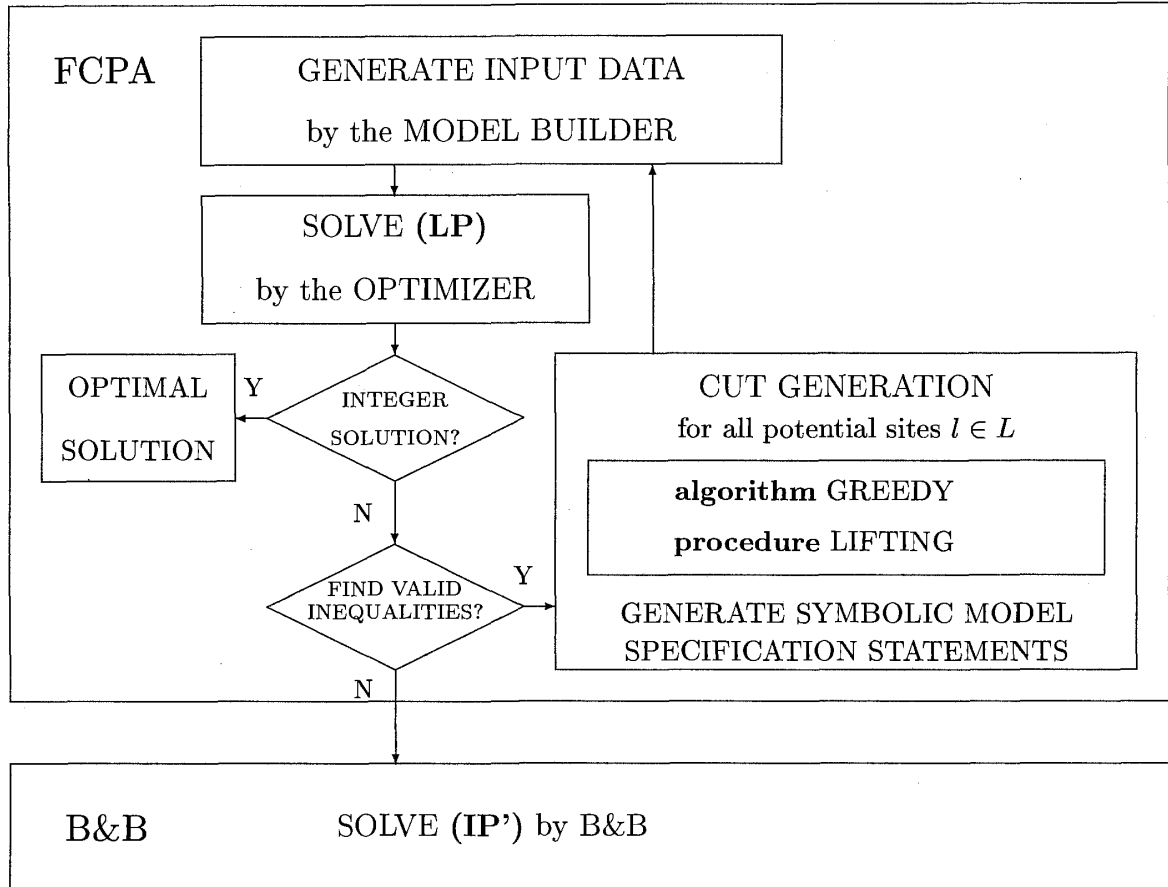 FCPA
GENERATE INPUT DATA
by the MODEL BUILDER
SOLVE (LP)
by the OPTIMIZER
OPTIMAL
SOLUTION
Y
INTEGER
SOLUTION?
N
FIND VALID
INEQUALITIES?
Y
N
CUT GENERATION
for all potential sites l ∈ L
algorithm GREEDY
procedure LIFTING
GENERATE SYMBOLIC MODEL
SPECIFICATION STATEMENTS
B&B
SOLVE (IP') by B&B